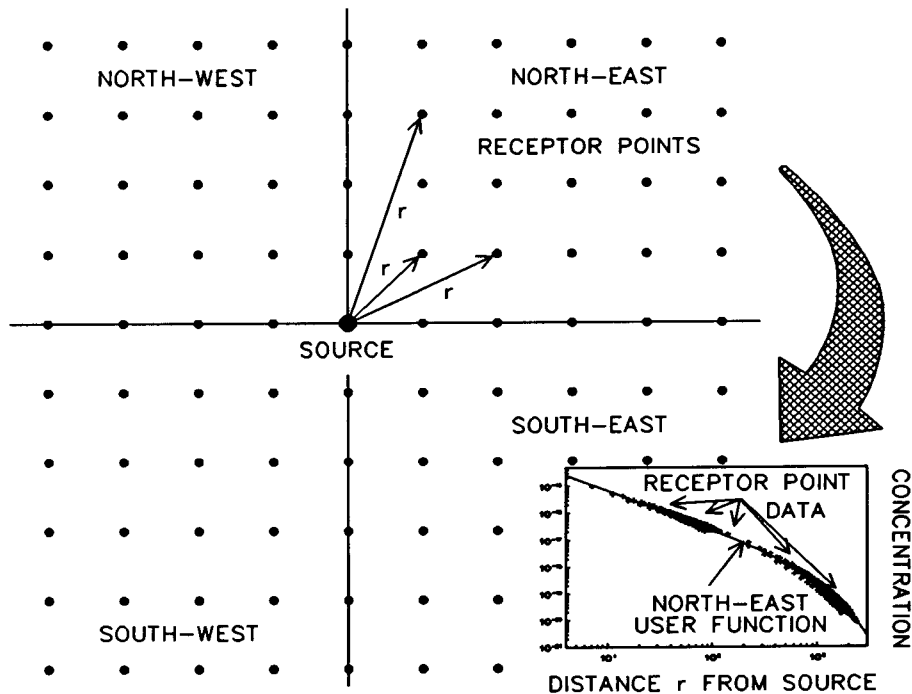 NORTH-WEST
NORTH-EAST
RECEPTOR POINTS
r
r
r
SOURCE
SOUTH-EAST
SOUTH-WEST
RECEPTOR POINT
DATA
NORTH-EAST
USER FUNCTION
CONCENTRATION
DISTANCE r FROM SOURCE